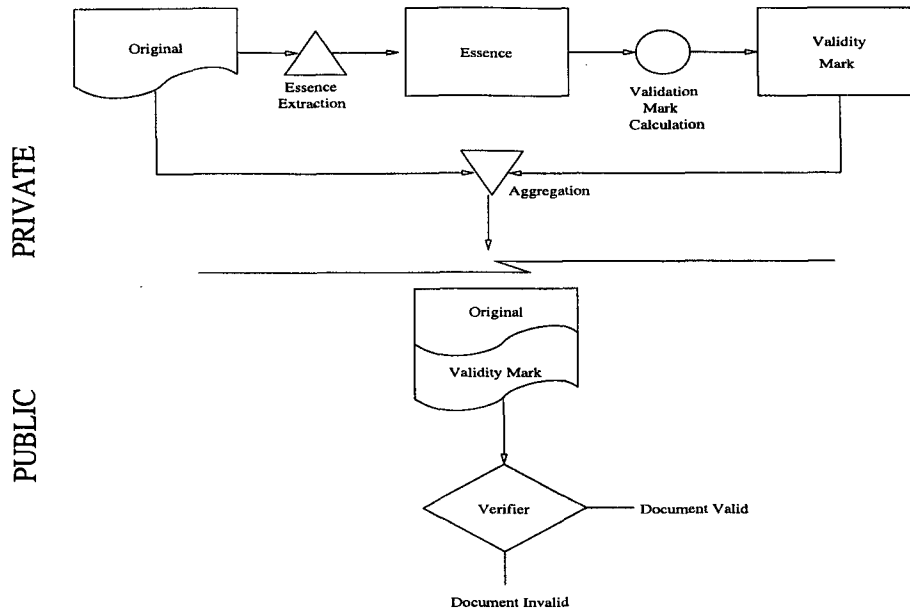 Original
Essence
Extraction
Essence
Validation
Mark
Calculation
Validity
Mark
Aggregation
PRIVATE
Original
Validity Mark
PUBLIC
Verifier
Document Valid
Document Invalid